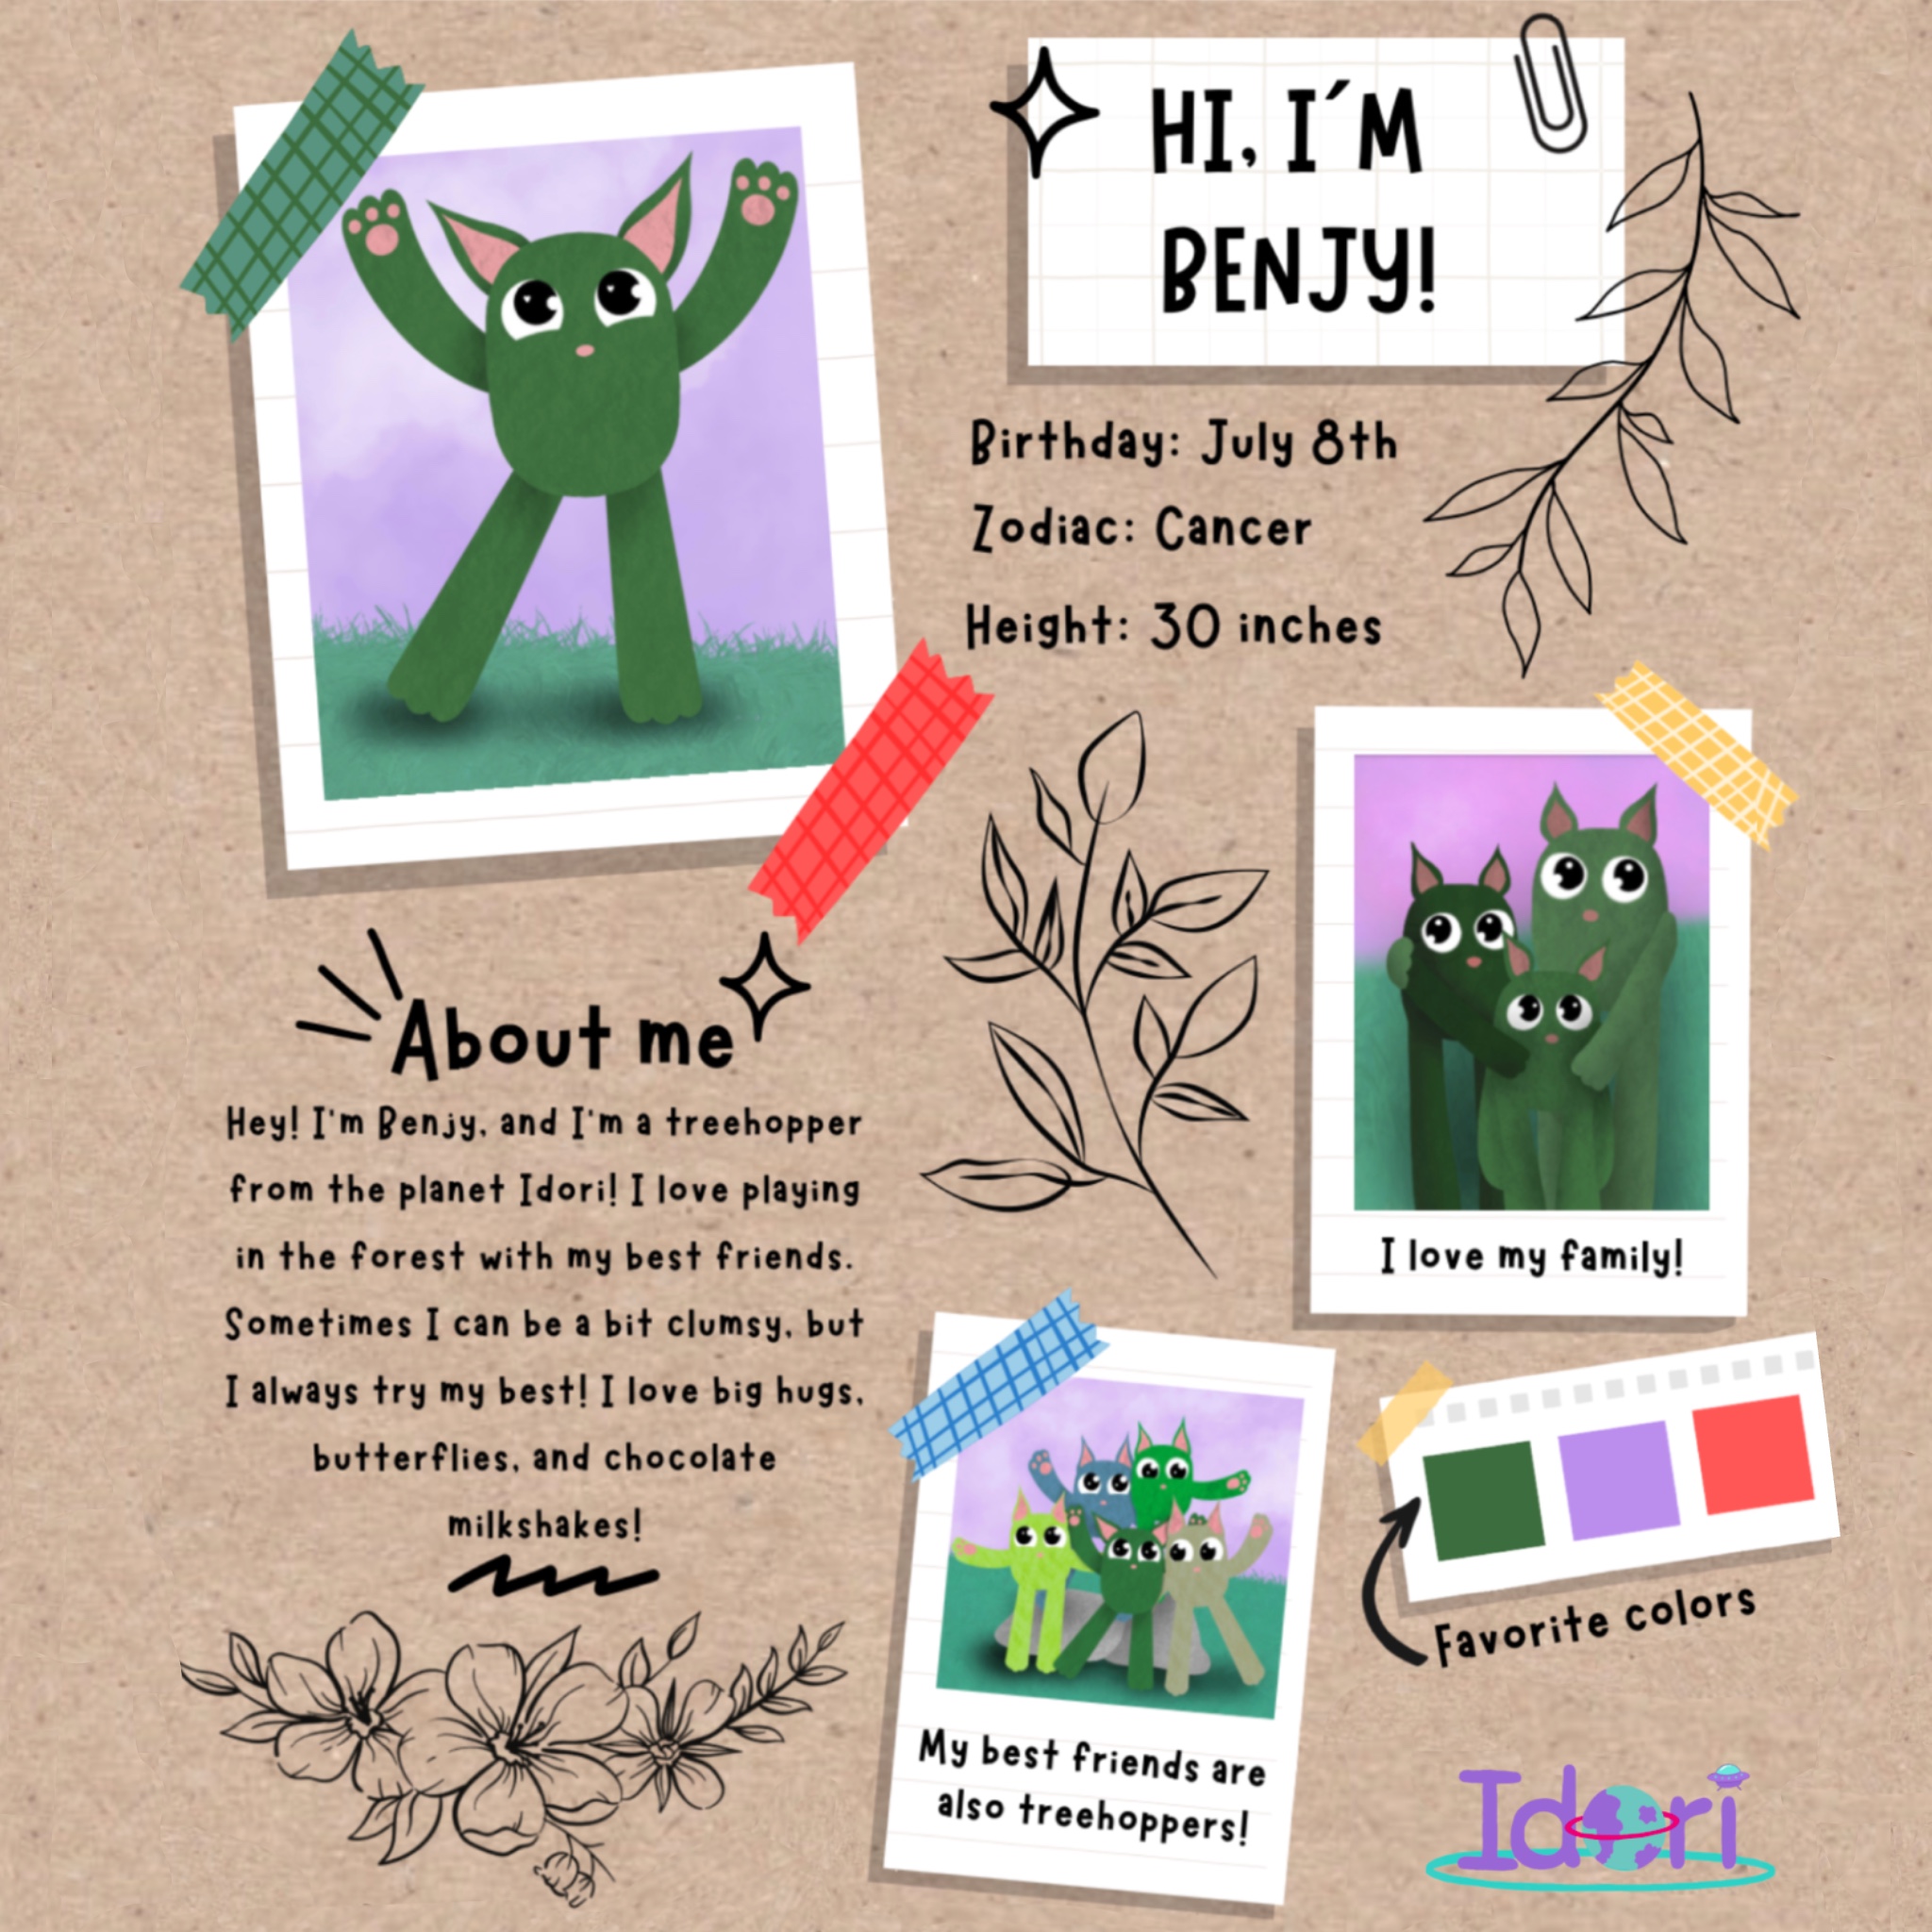 HI, I´M
BENJY!
Birthday: July 8th
Zodiac: Cancer
Height: 30 inches
About me
Hey! I'm Benjy, and I'm a treehopper
from the planet Idori! I love playing
in the forest with my best friends.
Sometimes I can be a bit clumsy, but
I always try my best! I love big hugs,
butterflies, and chocolate
milkshakes!
I love my family!
My best friends are
also treehoppers!
Favorite colors
Idori